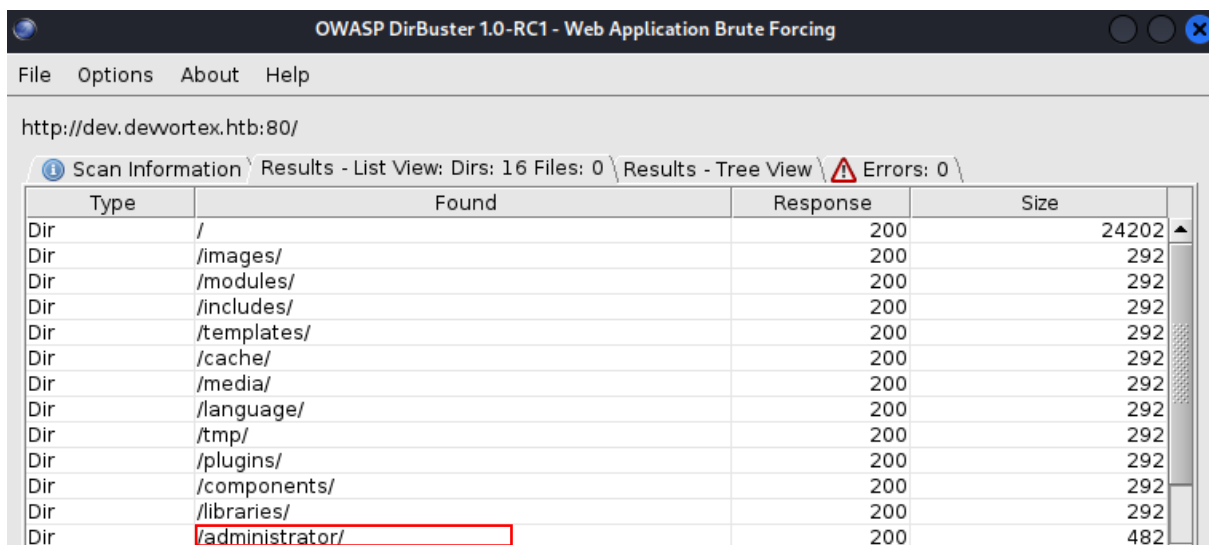 OWASP DirBuster 1.0-RC1 - Web Application Brute Forcing
File Options About Help
http://dev.devvortex.htb:80/
Scan Information Results - List View: Dirs: 16 Files: 0 Results - Tree View Errors: 0
Type Found Response Size
Dir / 200 24202
Dir /images/ 200 292
Dir /modules/ 200 292
Dir /includes/ 200 292
Dir /templates/ 200 292
Dir /cache/ 200 292
Dir /media/ 200 292
Dir /language/ 200 292
Dir /tmp/ 200 292
Dir /plugins/ 200 292
Dir /components/ 200 292
Dir /libraries/ 200 292
Dir /administrator/ 200 482